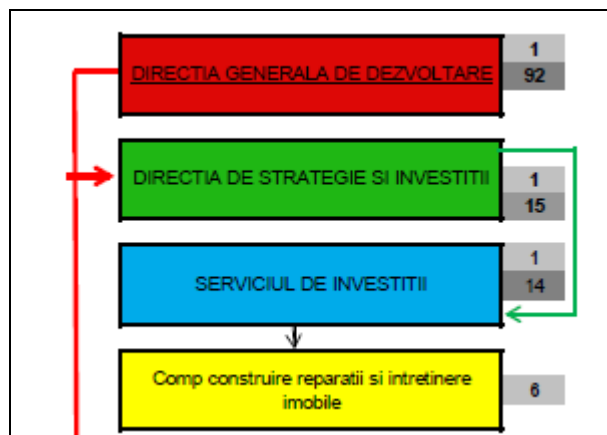 DIRECTIA GENERALA DE DEZVOLTARE
1
92
DIRECTIA DE STRATEGIE SI INVESTITII
1
15
SERVICIUL DE INVESTITII
1
14
Comp construire reparatii si intretinere
imobile
6